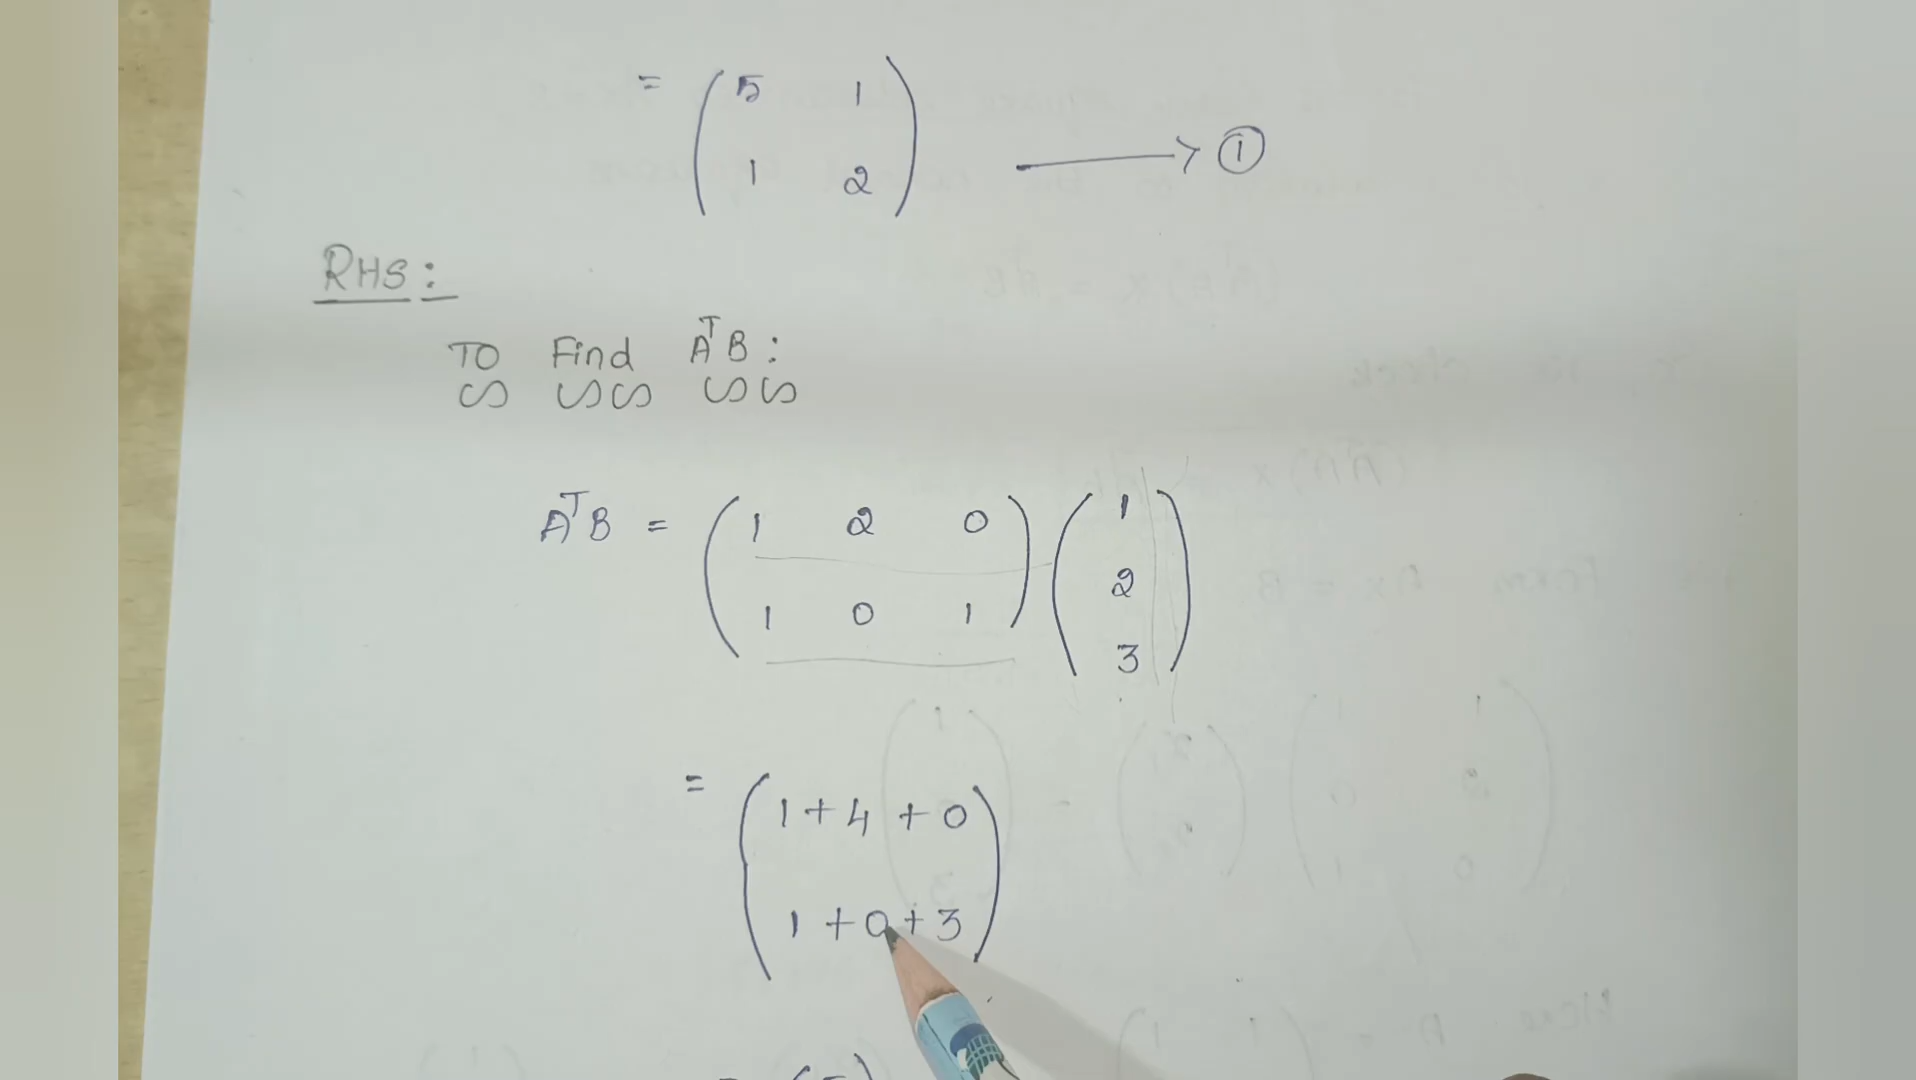 = ( 5 1
1 2 ) ⟶ ①
RHS:
TO Find AᵀB:
AᵀB = ( 1 2 0
1 0 1 ) ( 1
2
3 )
= ( 1 + 4 + 0
1 + 0 + 3 )